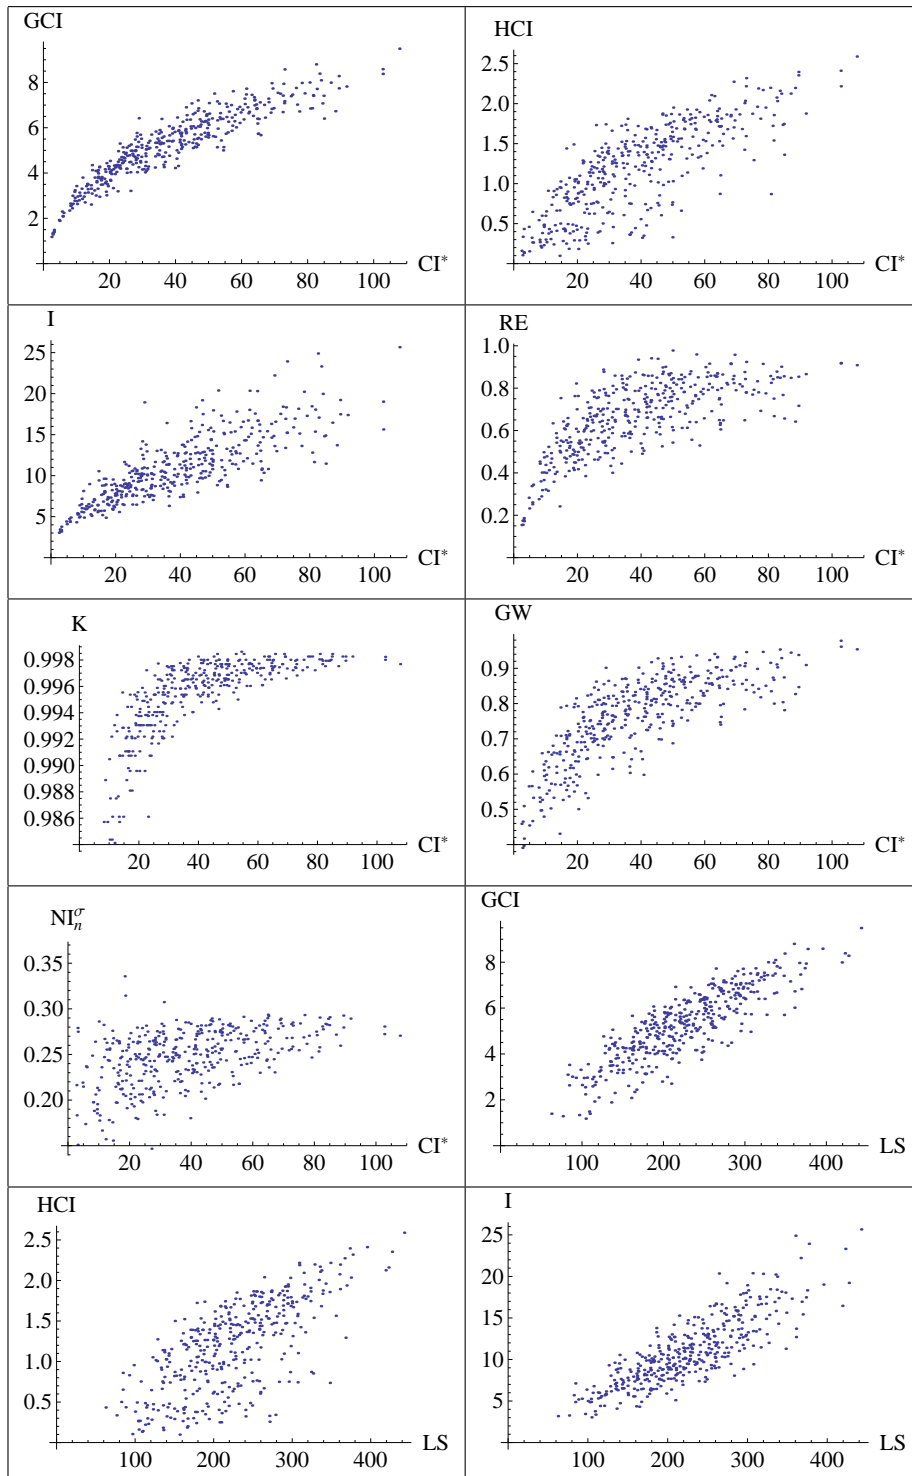 GCI
8
6
4
2
20 40 60 80 100 CI*
HCI
2.5
2.0
1.5
1.0
0.5
20 40 60 80 100 CI*
I
25
20
15
10
5
20 40 60 80 100 CI*
RE
1.0
0.8
0.6
0.4
0.2
20 40 60 80 100 CI*
K
0.998
0.996
0.994
0.992
0.990
0.988
0.986
20 40 60 80 100 CI*
GW
0.9
0.8
0.7
0.6
0.5
20 40 60 80 100 CI*
NI_n^σ
0.35
0.30
0.25
0.20
20 40 60 80 100 CI*
GCI
8
6
4
2
100 200 300 400 LS
HCI
2.5
2.0
1.5
1.0
0.5
100 200 300 400 LS
I
25
20
15
10
5
100 200 300 400 LS